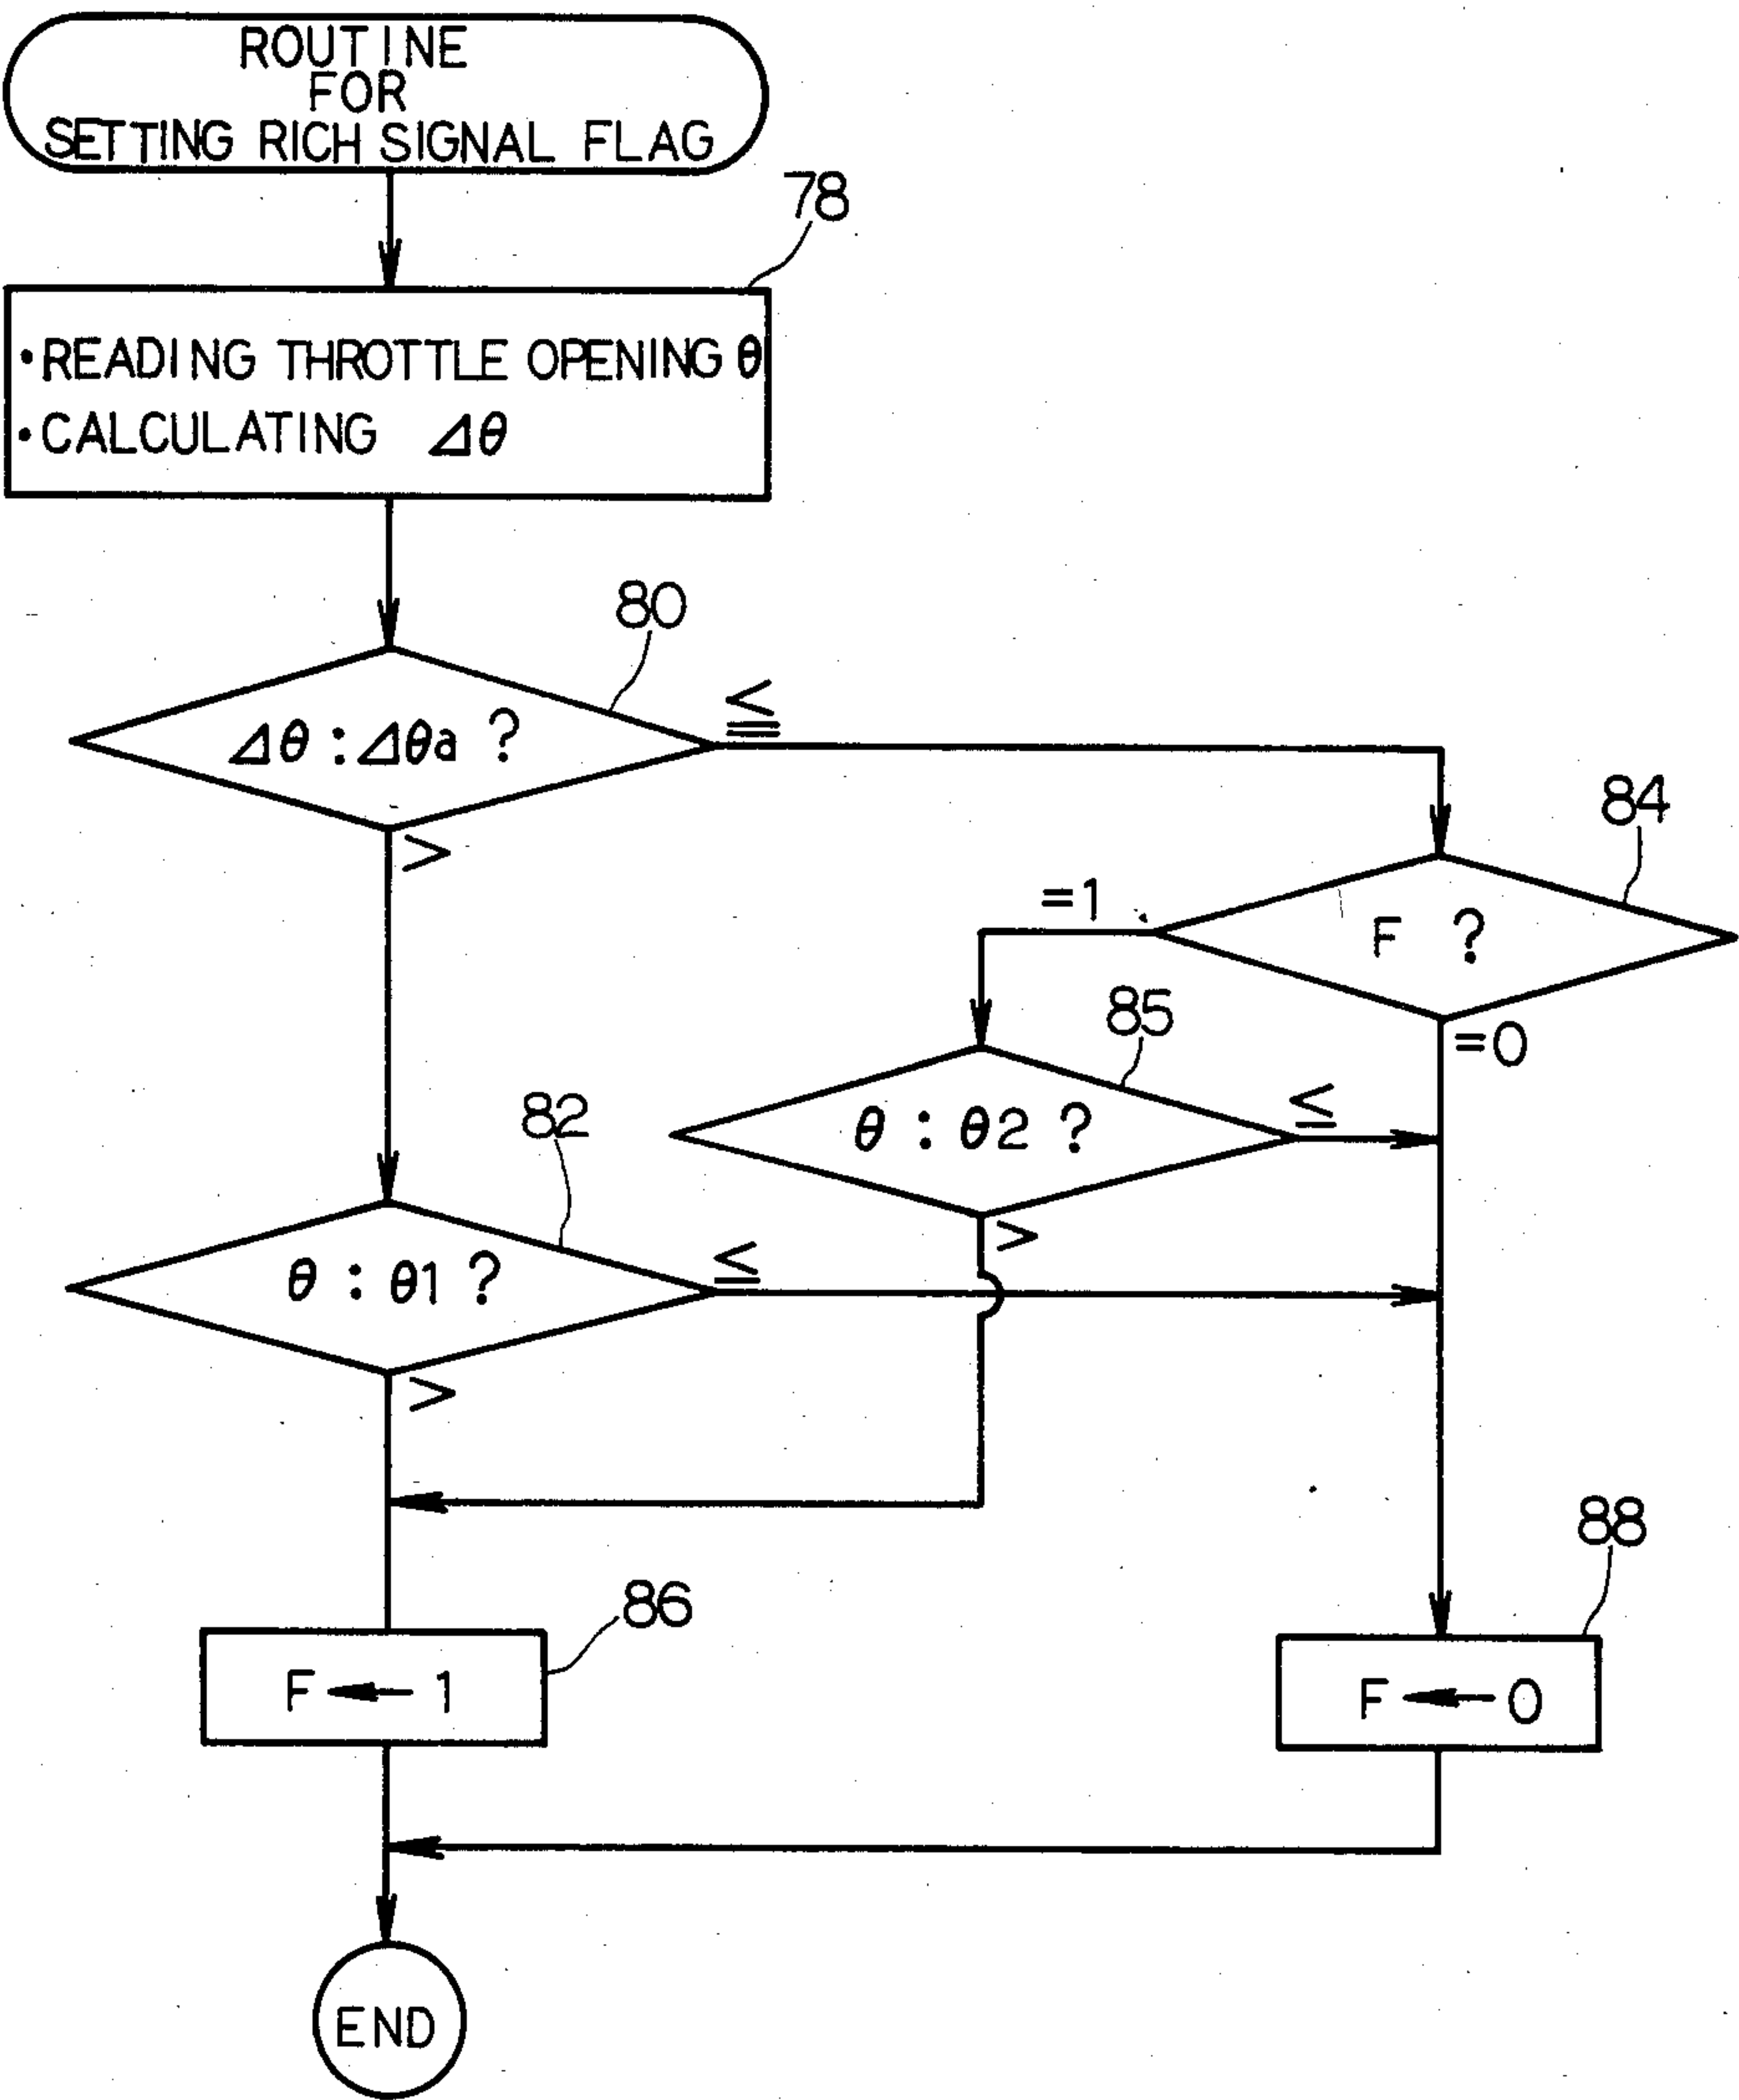 ROUTINE
FOR
SETTING RICH SIGNAL FLAG
78
・READING THROTTLE OPENING θ
・CALCULATING Δθ
80
Δθ : Δθa ?
≦
>
84
F ?
=1
=0
85
θ : θ2 ?
≤
>
82
θ : θ1 ?
≤
>
86
F ← 1
88
F ← 0
END